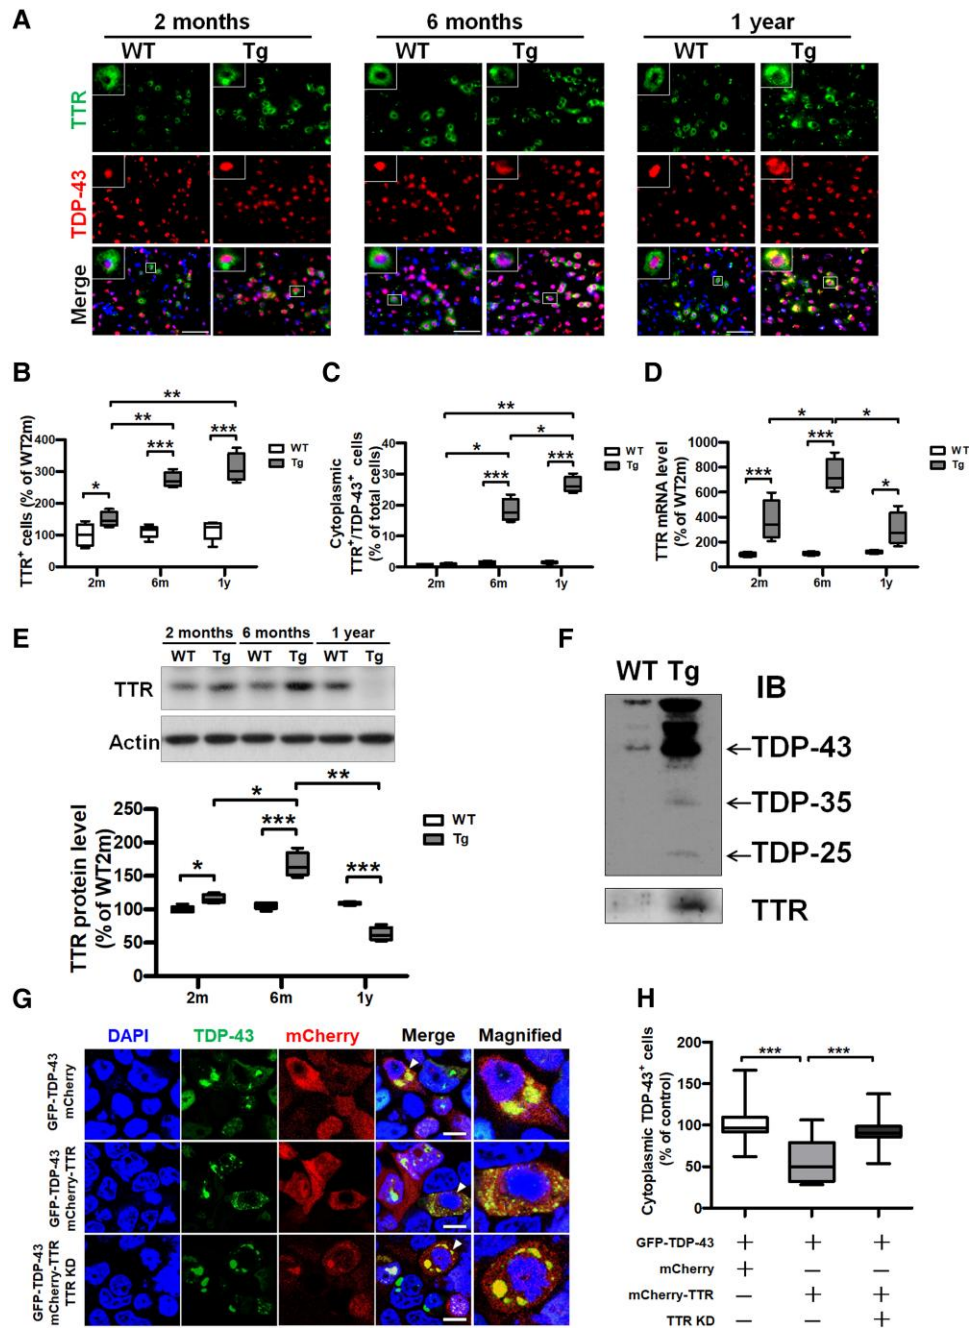 A
2 months 6 months 1 year
WT Tg WT Tg WT Tg
TTR
TDP-43
Merge
B
TTR+ cells (% of WT2m)
400
300
200
100
0
2m 6m 1y
* *** *** ** **
WT
Tg
C
Cytoplasmic
TTR+/TDP-43+ cells
(% of total cells)
40
30
20
10
0
2m 6m 1y
** * * *** ***
WT
Tg
D
TTR mRNA level
(% of WT2m)
1000
800
600
400
200
0
2m 6m 1y
* * *** *** *
WT
Tg
E
2 months 6 months 1 year
WT Tg WT Tg WT Tg
TTR
Actin
TTR protein level
(% of WT2m)
250
200
150
100
50
0
2m 6m 1y
** * *** * ***
WT
Tg
F
WT Tg IB
←TDP-43
←TDP-35
←TDP-25
TTR
G
DAPI TDP-43 mCherry Merge Magnified
GFP-TDP-43
mCherry
GFP-TDP-43
mCherry-TTR
GFP-TDP-43
mCherry-TTR
TTR KD
H
Cytoplasmic TDP-43+ cells
(% of control)
200
150
100
50
0
*** ***
GFP-TDP-43 + + +
mCherry + — —
mCherry-TTR — + +
TTR KD — — +